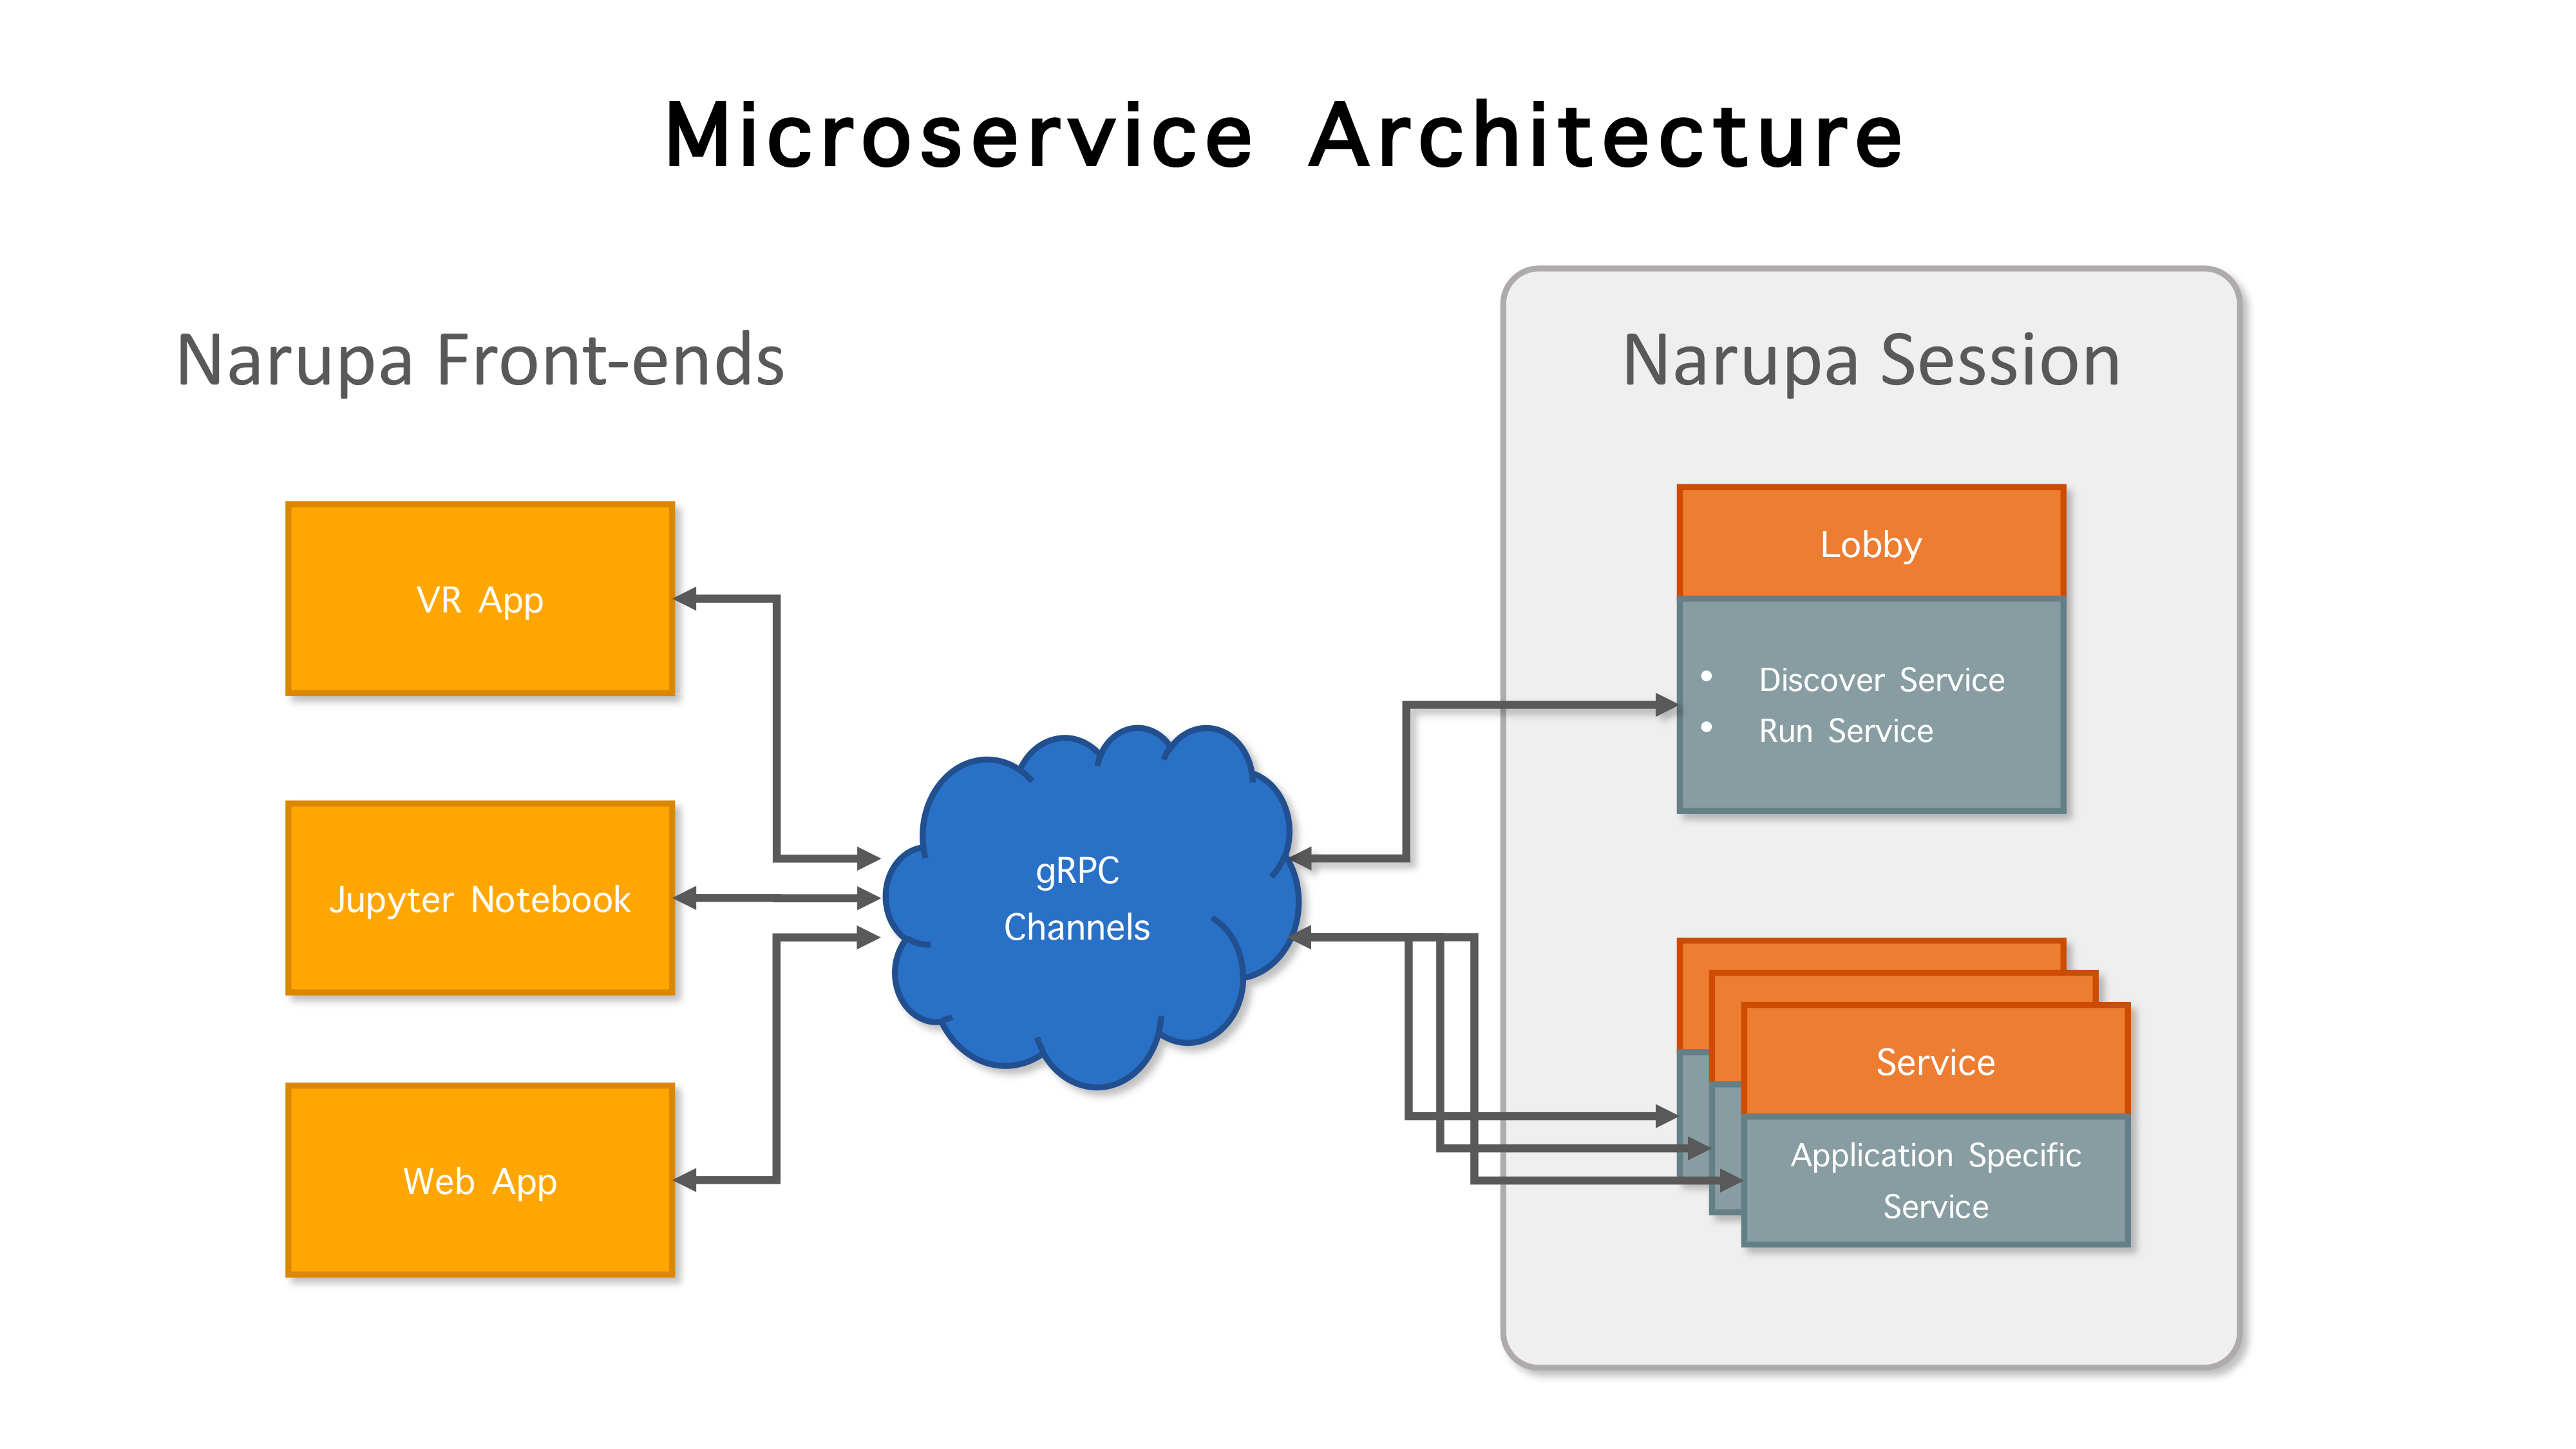 Microservice Architecture
Narupa Front-ends
VR App
Jupyter Notebook
Web App
gRPC
Channels
Narupa Session
Lobby
• Discover Service
• Run Service
Service
Application Specific
Service